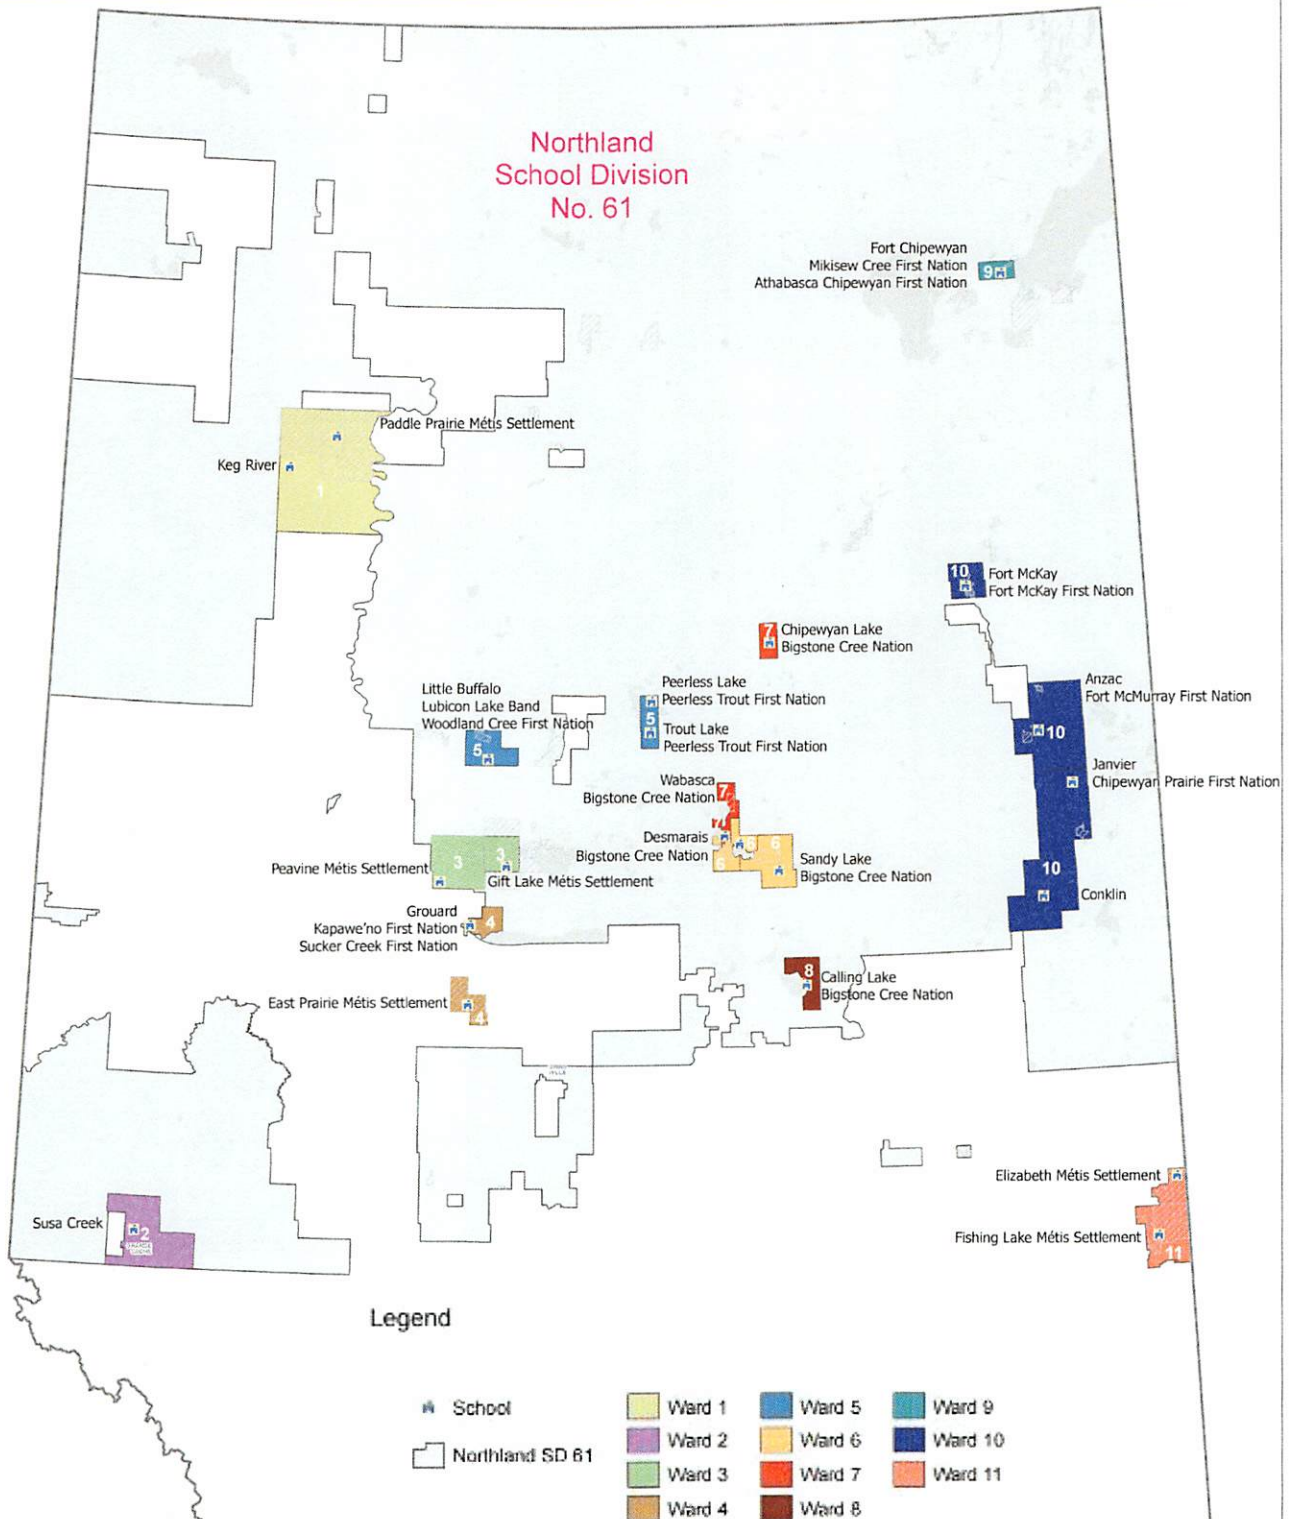 Northland
School Division
No. 61
Fort Chipewyan
Mikisew Cree First Nation
Athabasca Chipewyan First Nation
9
Paddle Prairie Métis Settlement
Keg River
1
10
Fort McKay
Fort McKay First Nation
7
Chipewyan Lake
Bigstone Cree Nation
Little Buffalo
Lubicon Lake Band
Woodland Cree First Nation
5
Peerless Lake
Peerless Trout First Nation
5
Trout Lake
Peerless Trout First Nation
Anzac
Fort McMurray First Nation
10
Janvier
Chipewyan Prairie First Nation
Wabasca
Bigstone Cree Nation
7
7
Desmarais
Bigstone Cree Nation
6
6
6
Sandy Lake
Bigstone Cree Nation
10
Conklin
Peavine Métis Settlement
3
3
Gift Lake Métis Settlement
Grouard
Kapawe'no First Nation
Sucker Creek First Nation
4
East Prairie Métis Settlement
4
8
Calling Lake
Bigstone Cree Nation
Elizabeth Métis Settlement
Fishing Lake Métis Settlement
11
Susa Creek
2
Legend
School
Northland SD 61
Ward 1
Ward 2
Ward 3
Ward 4
Ward 5
Ward 6
Ward 7
Ward 8
Ward 9
Ward 10
Ward 11